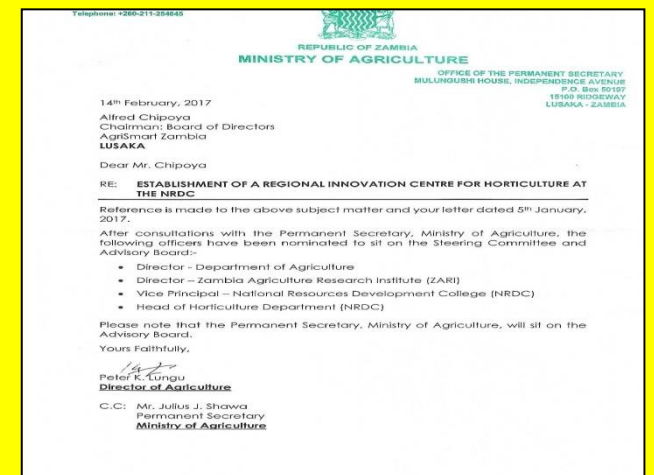 Telephone: +260-211-254645
REPUBLIC OF ZAMBIA
MINISTRY OF AGRICULTURE
OFFICE OF THE PERMANENT SECRETARY
MULUNGUSHI HOUSE, INDEPENDENCE AVENUE
P.O. Box 50197
15100 RIDGEWAY
LUSAKA - ZAMBIA
14th February, 2017
Alfred Chipoya
Chairman: Board of Directors
AgriSmart Zambia
LUSAKA
Dear Mr. Chipoya
RE: ESTABLISHMENT OF A REGIONAL INNOVATION CENTRE FOR HORTICULTURE AT
THE NRDC
Reference is made to the above subject matter and your letter dated 5th January,
2017.
After consultations with the Permanent Secretary, Ministry of Agriculture, the
following officers have been nominated to sit on the Steering Committee and
Advisory Board:-
• Director - Department of Agriculture
• Director – Zambia Agriculture Research Institute (ZARI)
• Vice Principal – National Resources Development College (NRDC)
• Head of Horticulture Department (NRDC)
Please note that the Permanent Secretary, Ministry of Agriculture, will sit on the
Advisory Board.
Yours Faithfully,
Peter K. Lungu
Director of Agriculture
C.C: Mr. Julius J. Shawa
Permanent Secretary
Ministry of Agriculture